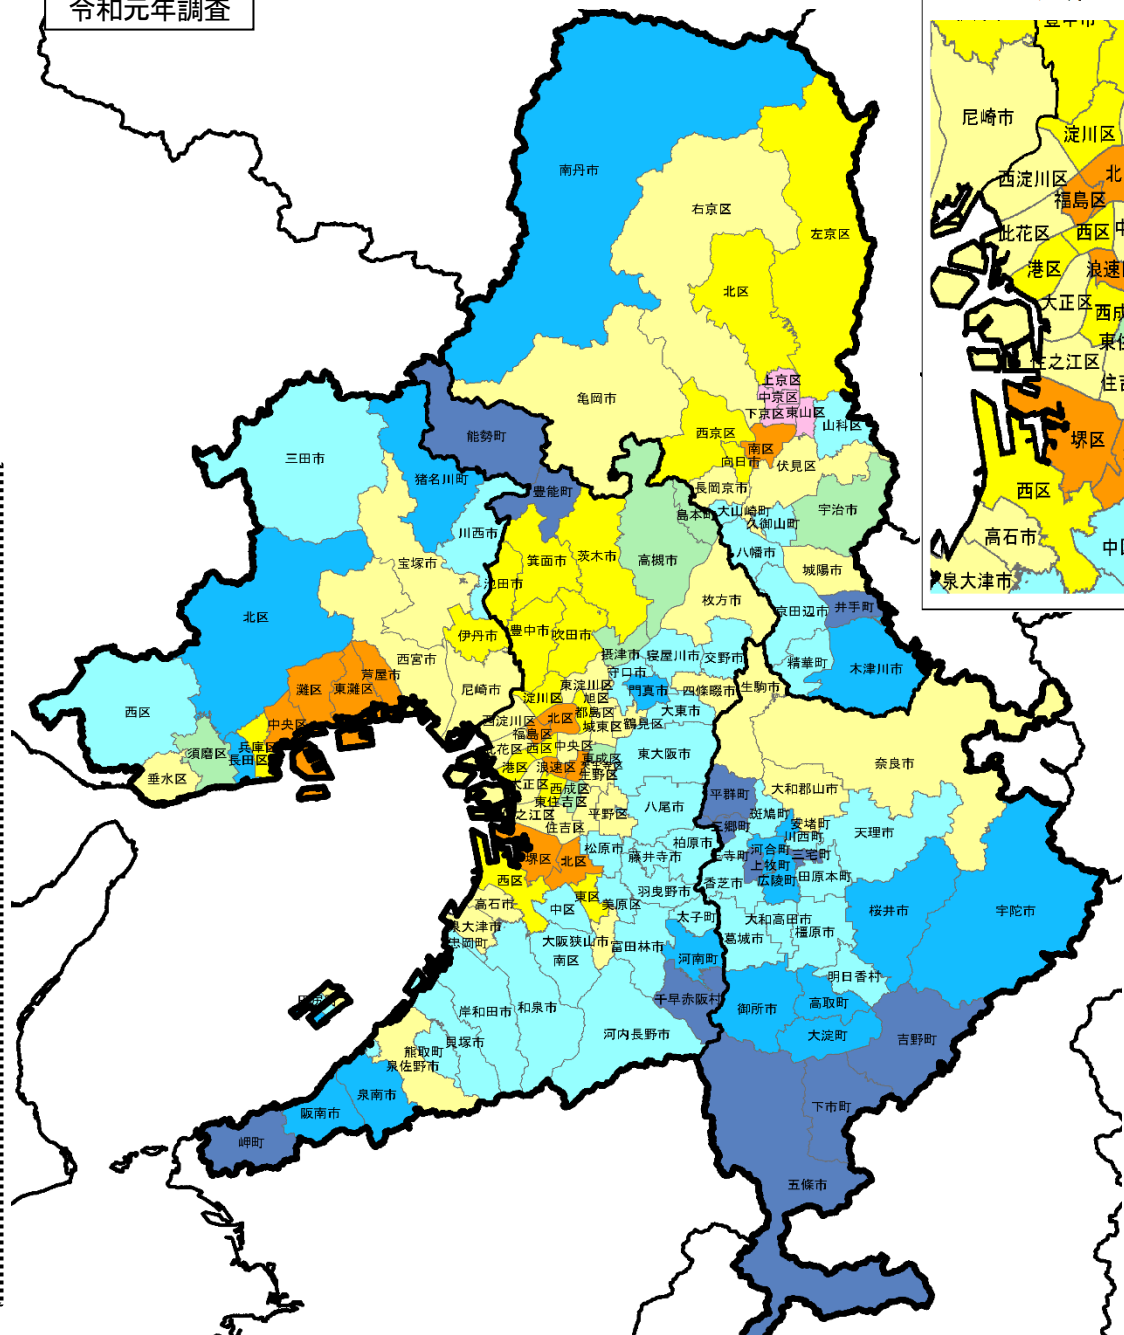 令和元年調査
南丹市
右京区
左京区
北区
亀岡市
上京区
中京区
下京区
東山区
山科区
西京区
南区
向日市
伏見区
長岡京市
能勢町
豊能町
三田市
猪名川町
川西市
島本町
大山崎町
久御山町
宇治市
高槻市
茨木市
箕面市
池田市
宝塚市
八幡市
城陽市
枚方市
京田辺市
井手町
北区
伊丹市
豊中市
吹田市
摂津市
寝屋川市
交野市
精華町
木津川市
西宮市
芦屋市
灘区
東灘区
尼崎市
守口市
門真市
四條畷市
生駒市
西区
中央区
兵庫区
長田区
須磨区
垂水区
淀川区
東淀川区
旭区
都島区
城東区
鶴見区
大東市
西淀川区
北区
福島区
此花区
西区
中央区
東成区
生野区
港区
浪速区
大正区
西成区
東住吉区
住之江区
平野区
住吉区
東大阪市
奈良市
大和郡山市
平群町
斑鳩町
安堵町
川西町
三郷町
天理市
八尾市
柏原市
松原市
藤井寺市
王寺町
河合町
上牧町
三宅町
広陵町
田原本町
香芝市
堺区
北区
西区
東区
美原区
羽曳野市
高石市
中区
太子町
大和高田市
葛城市
橿原市
桜井市
宇陀市
泉大津市
忠岡町
大阪狭山市
富田林市
南区
河南町
明日香村
千早赤阪村
御所市
高取町
大淀町
吉野町
岸和田市
和泉市
河内長野市
貝塚市
熊取町
泉佐野市
泉南市
阪南市
岬町
下市町
五條市
豊中市
尼崎市
淀川区
西淀川区
北
福島区
此花区
西区
中
港区
浪速
大正区
西成
東住
住之江区
住吉
堺区
西区
高石市
泉大津市